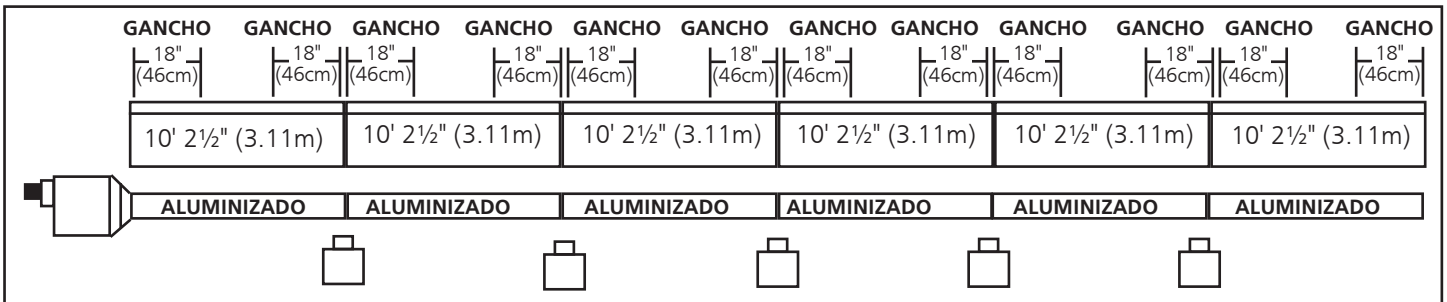 GANCHO GANCHO GANCHO GANCHO GANCHO GANCHO GANCHO GANCHO GANCHO GANCHO GANCHO GANCHO
18" 18" 18" 18" 18" 18" 18" 18" 18" 18" 18" 18"
(46cm) (46cm) (46cm) (46cm) (46cm) (46cm) (46cm) (46cm) (46cm) (46cm) (46cm) (46cm)
10' 2½" (3.11m) 10' 2½" (3.11m) 10' 2½" (3.11m) 10' 2½" (3.11m) 10' 2½" (3.11m) 10' 2½" (3.11m)
ALUMINIZADO ALUMINIZADO ALUMINIZADO ALUMINIZADO ALUMINIZADO ALUMINIZADO